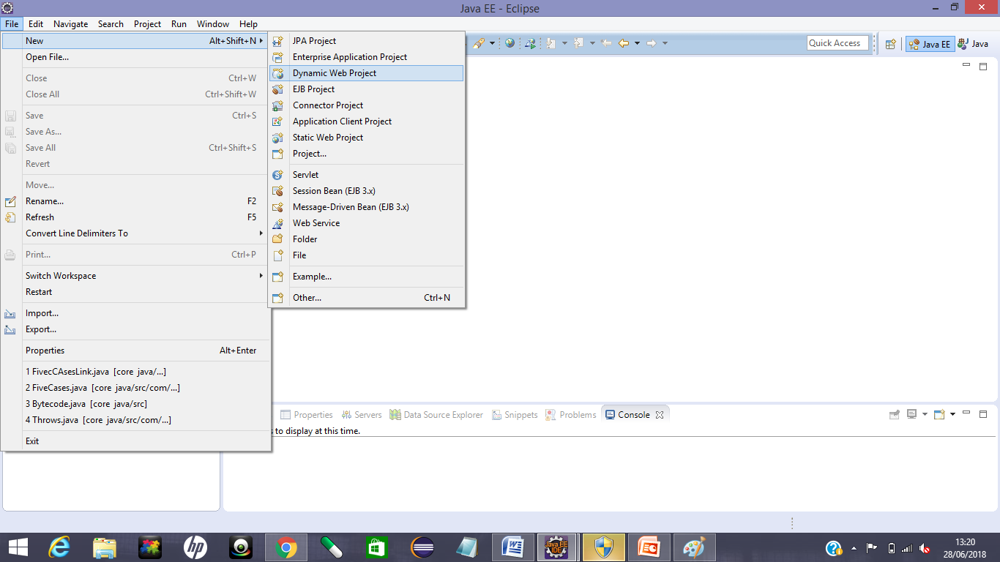 Java EE - Eclipse
File Edit Navigate Search Project Run Window Help
New Alt+Shift+N
Open File...
Close Ctrl+W
Close All Ctrl+Shift+W
Save Ctrl+S
Save As...
Save All Ctrl+Shift+S
Revert
Move...
Rename... F2
Refresh F5
Convert Line Delimiters To
Print... Ctrl+P
Switch Workspace
Restart
Import...
Export...
Properties Alt+Enter
1 FivecCAsesLink.java [core java/...]
2 FiveCases.java [core java/src/com/...]
3 Bytecode.java [core java/src]
4 Throws.java [core java/src/com/...]
Exit
JPA Project
Enterprise Application Project
Dynamic Web Project
EJB Project
Connector Project
Application Client Project
Static Web Project
Project...
Servlet
Session Bean (EJB 3.x)
Message-Driven Bean (EJB 3.x)
Web Service
Folder
File
Example...
Other... Ctrl+N
Quick Access Java EE Java
Properties Servers Data Source Explorer Snippets Problems Console
s to display at this time.
hp
Java EE
IDE
13:20
28/06/2018